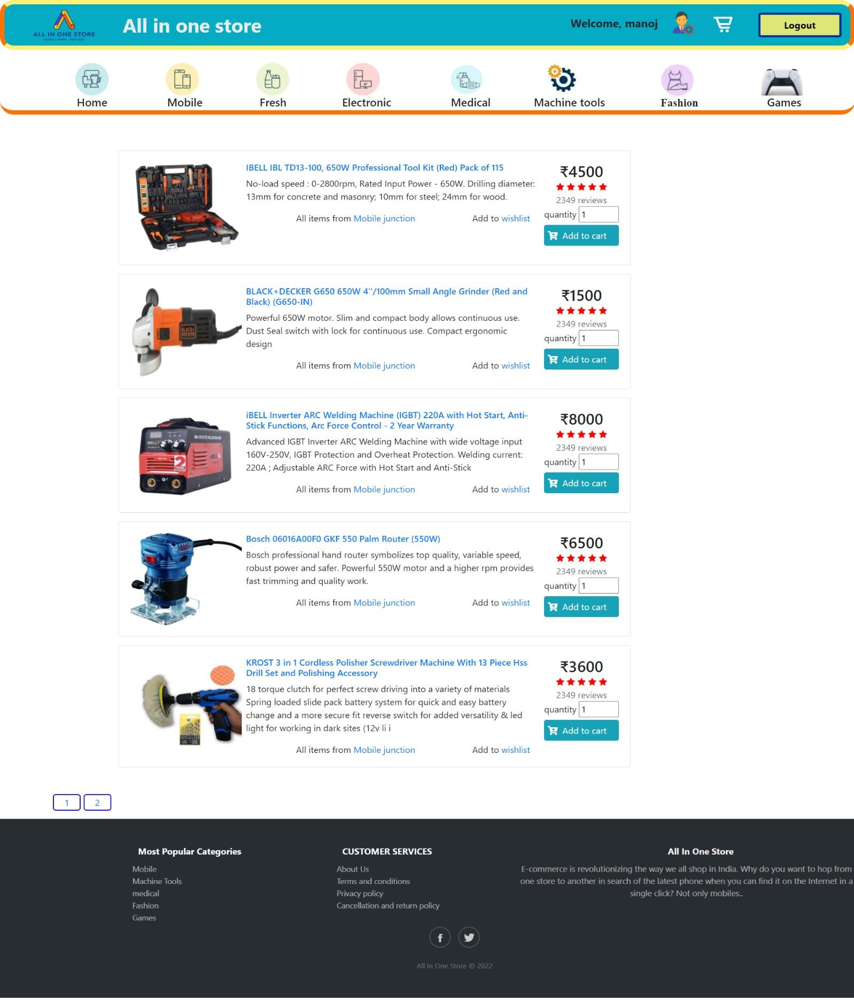 ALL IN ONE STORE
EXPECT MORE . PAY LESS
All in one store
Welcome, manoj
Logout
Home
Mobile
Fresh
Electronic
Medical
Machine tools
Fashion
Games
IBELL IBL TD13-100, 650W Professional Tool Kit (Red) Pack of 115
No-load speed : 0-2800rpm, Rated Input Power - 650W. Drilling diameter:
13mm for concrete and masonry; 10mm for steel; 24mm for wood.
All items from Mobile junction
Add to wishlist
₹4500
2349 reviews
quantity 1
Add to cart
BLACK+DECKER
BLACK+DECKER G650 650W 4''/100mm Small Angle Grinder (Red and
Black) (G650-IN)
Powerful 650W motor. Slim and compact body allows continuous use.
Dust Seal switch with lock for continuous use. Compact ergonomic
design
All items from Mobile junction
Add to wishlist
₹1500
2349 reviews
quantity 1
Add to cart
2
YEAR
iBELL Inverter ARC Welding Machine (IGBT) 220A with Hot Start, Anti-
Stick Functions, Arc Force Control - 2 Year Warranty
Advanced IGBT Inverter ARC Welding Machine with wide voltage input
160V-250V, IGBT Protection and Overheat Protection. Welding current:
220A ; Adjustable ARC Force with Hot Start and Anti-Stick
All items from Mobile junction
Add to wishlist
₹8000
2349 reviews
quantity 1
Add to cart
Bosch 06016A00F0 GKF 550 Palm Router (550W)
Bosch professional hand router symbolizes top quality, variable speed,
robust power and safer. Powerful 550W motor and a higher rpm provides
fast trimming and quality work.
All items from Mobile junction
Add to wishlist
₹6500
2349 reviews
quantity 1
Add to cart
KROST 3 in 1 Cordless Polisher Screwdriver Machine With 13 Piece Hss
Drill Set and Polishing Accessory
18 torque clutch for perfect screw driving into a variety of materials
Spring loaded slide pack battery system for quick and easy battery
change and a more secure fit reverse switch for added versatility & led
light for working in dark sites (12v li i
All items from Mobile junction
Add to wishlist
₹3600
2349 reviews
quantity 1
Add to cart
1
2
Most Popular Categories
Mobile
Machine Tools
medical
Fashion
Games
CUSTOMER SERVICES
About Us
Terms and conditions
Privacy policy
Cancellation and return policy
All In One Store
E-commerce is revolutionizing the way we all shop in India. Why do you want to hop from
one store to another in search of the latest phone when you can find it on the Internet in a
single click? Not only mobiles..
All In One Store © 2022